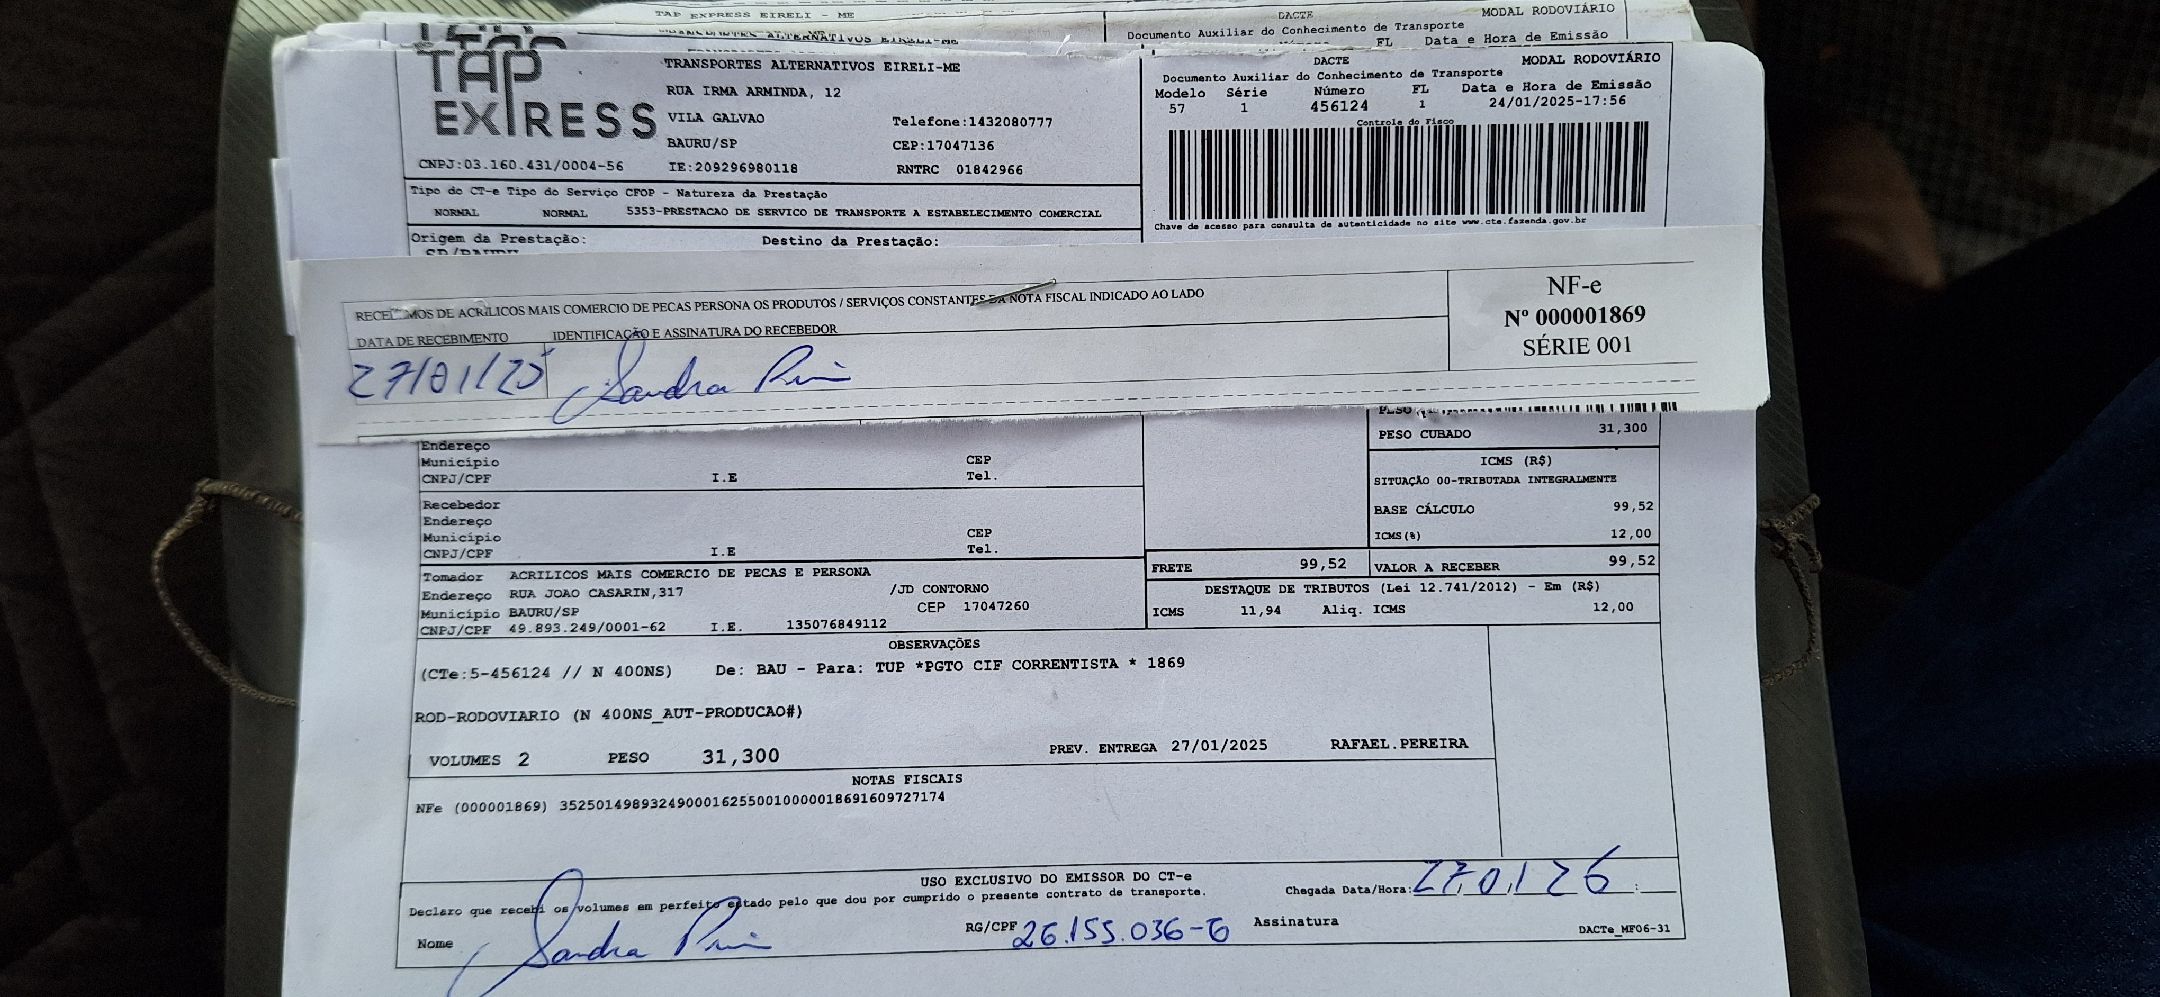 TAP EXPRESS EIRELI - ME
DACTE
MODAL RODOVIÁRIO
Documento Auxiliar do Conhecimento de Transporte
FL Data e Hora de Emissão
TAP
EXPRESS
TRANSPORTES ALTERNATIVOS EIRELI-ME
RUA IRMA ARMINDA, 12
VILA GALVAO
Telefone:1432080777
BAURU/SP
CEP:17047136
CNPJ:03.160.431/0004-56
IE:209296980118
RNTRC 01842966
DACTE
MODAL RODOVIÁRIO
Documento Auxiliar do Conhecimento de Transporte
Modelo Série Número FL Data e Hora de Emissão
57 1 456124 1 24/01/2025-17:56
Controle do Fisco
Chave de acesso para consulta de autenticidade no site www.cte.fazenda.gov.br
Tipo do CT-e Tipo do Serviço CFOP - Natureza da Prestação
NORMAL NORMAL 5353-PRESTACAO DE SERVICO DE TRANSPORTE A ESTABELECIMENTO COMERCIAL
Origem da Prestação: Destino da Prestação:
SP/BAURU
MOS DE ACRILICOS MAIS COMERCIO DE PECAS PERSONA OS PRODUTOS / SERVIÇOS CONSTANTES DA NOTA FISCAL INDICADO AO LADO
DATA DE RECEBIMENTO IDENTIFICAÇÃO E ASSINATURA DO RECEBEDOR
27/01/25 Sandra
NF-e
Nº 000001869
SÉRIE 001
PESO CUBADO 31,300
Endereço
Município CEP
CNPJ/CPF I.E Tel.
Recebedor
Endereço
Município CEP
CNPJ/CPF I.E Tel.
ICMS (R$)
SITUAÇÃO 00-TRIBUTADA INTEGRALMENTE
BASE CÁLCULO 99,52
ICMS(%) 12,00
FRETE 99,52 VALOR A RECEBER 99,52
Tomador ACRILICOS MAIS COMERCIO DE PECAS E PERSONA
Endereço RUA JOAO CASARIN,317 /JD CONTORNO
Município BAURU/SP CEP 17047260
CNPJ/CPF 49.893.249/0001-62 I.E. 135076849112
DESTAQUE DE TRIBUTOS (Lei 12.741/2012) - Em (R$)
ICMS 11,94 Aliq. ICMS 12,00
OBSERVAÇÕES
(CTe:5-456124 // N 400NS) De: BAU - Para: TUP *PGTO CIF CORRENTISTA * 1869
ROD-RODOVIARIO (N 400NS_AUT-PRODUCAO#)
VOLUMES 2 PESO 31,300 PREV. ENTREGA 27/01/2025 RAFAEL.PEREIRA
NOTAS FISCAIS
NFe (000001869) 35250149893249000162550010000018691609727174
USO EXCLUSIVO DO EMISSOR DO CT-e
Declaro que recebi os volumes em perfeito estado pelo que dou por cumprido o presente contrato de transporte.
Chegada Data/Hora: 27.01.26 :
Nome Sandra
RG/CPF 26.155.036-6 Assinatura
DACTe_MF06-31